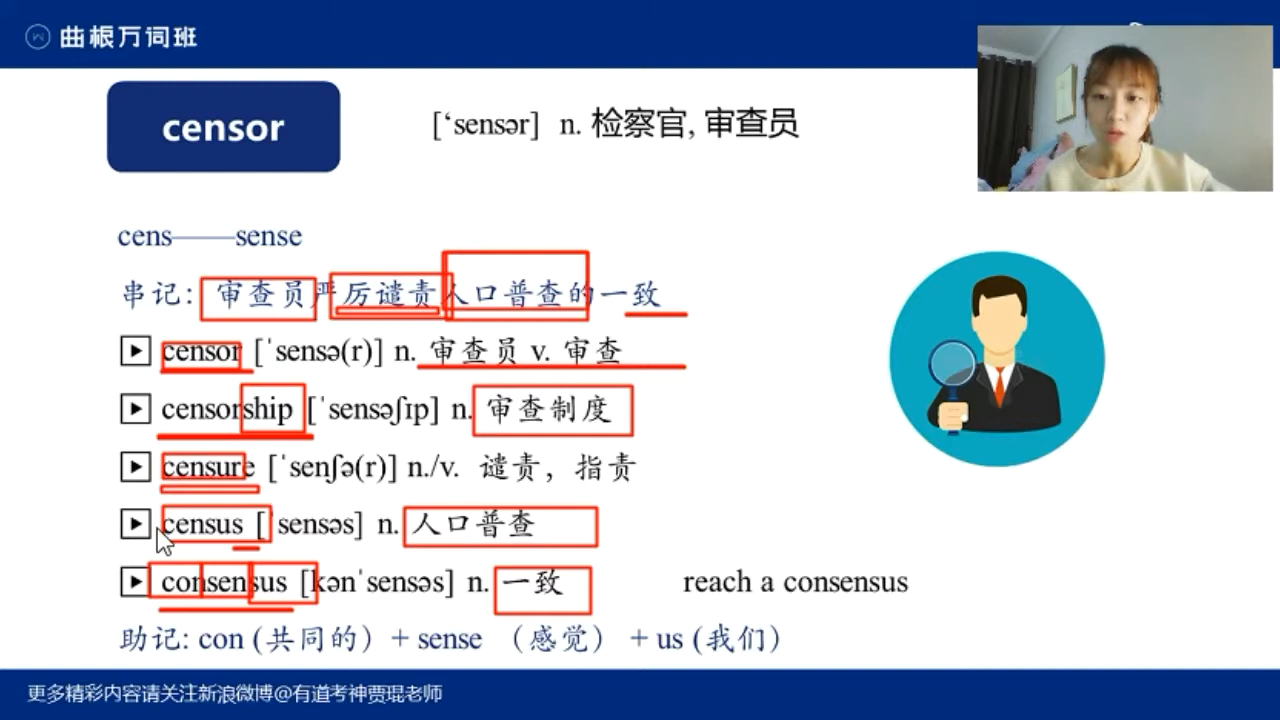 曲根万词班
censor
[‘sensər] n. 检察官, 审查员
cens——sense
串记: 审查员严厉谴责人口普查的一致
censor [ˈsensə(r)] n. 审查员 v. 审查
censorship [ˈsensəʃɪp] n. 审查制度
censure [ˈsenʃə(r)] n./v. 谴责，指责
census [ˈsensəs] n. 人口普查
consensus [kənˈsensəs] n. 一致 reach a consensus
助记: con (共同的）+ sense （感觉） + us (我们）
更多精彩内容请关注新浪微博@有道考神贾琨老师